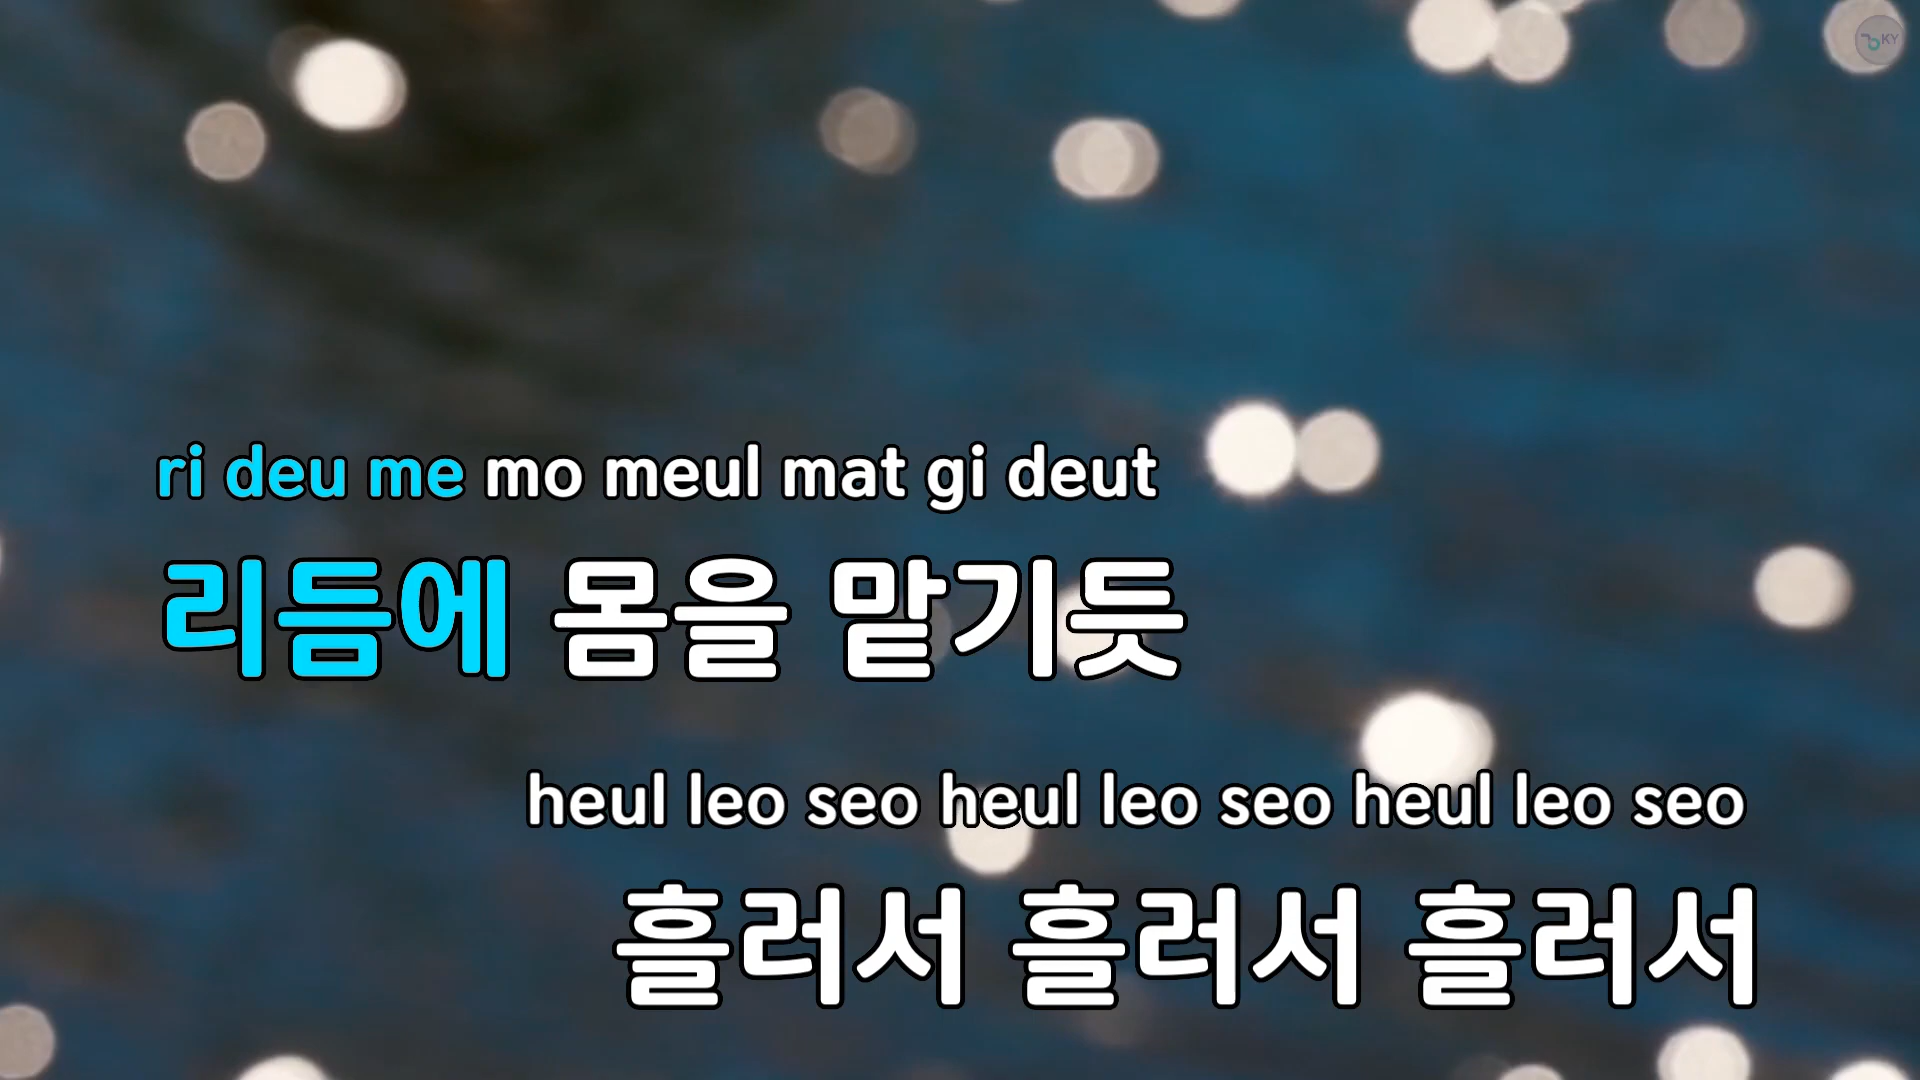 KY
ri deu me mo meul mat gi deut
리듬에 몸을 맡기듯
heul leo seo heul leo seo heul leo seo
흘러서 흘러서 흘러서